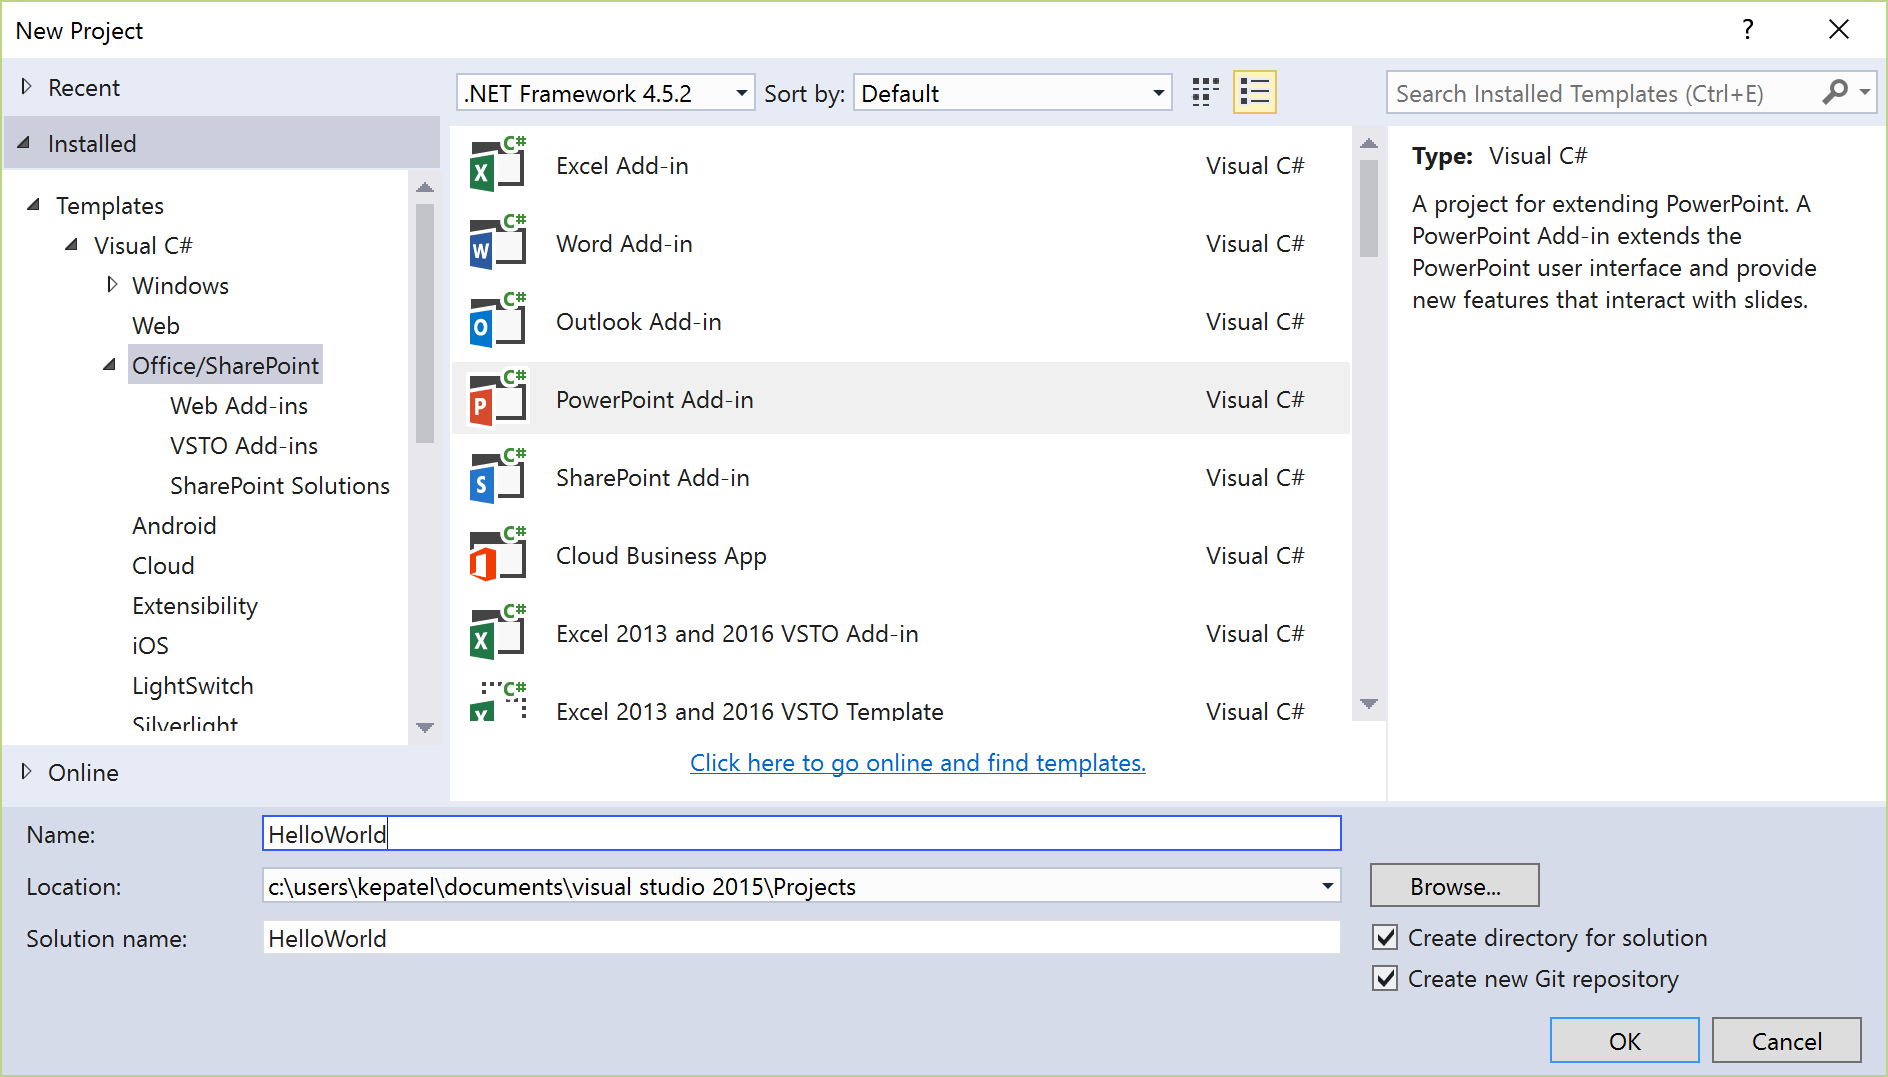 New Project
?
Recent
Installed
.NET Framework 4.5.2
Sort by:
Default
Search Installed Templates (Ctrl+E)
Templates
Visual C#
Windows
Web
Office/SharePoint
Web Add-ins
VSTO Add-ins
SharePoint Solutions
Android
Cloud
Extensibility
iOS
LightSwitch
Silverlight
Online
C#
X
Excel Add-in
Visual C#
C#
W
Word Add-in
Visual C#
C#
O
Outlook Add-in
Visual C#
C#
P
PowerPoint Add-in
Visual C#
C#
S
SharePoint Add-in
Visual C#
C#
Cloud Business App
Visual C#
C#
X
Excel 2013 and 2016 VSTO Add-in
Visual C#
C#
X
Excel 2013 and 2016 VSTO Template
Visual C#
Click here to go online and find templates.
Type: Visual C#
A project for extending PowerPoint. A
PowerPoint Add-in extends the
PowerPoint user interface and provide
new features that interact with slides.
Name:
HelloWorld
Location:
c:\users\kepatel\documents\visual studio 2015\Projects
Browse...
Solution name:
HelloWorld
Create directory for solution
Create new Git repository
OK
Cancel